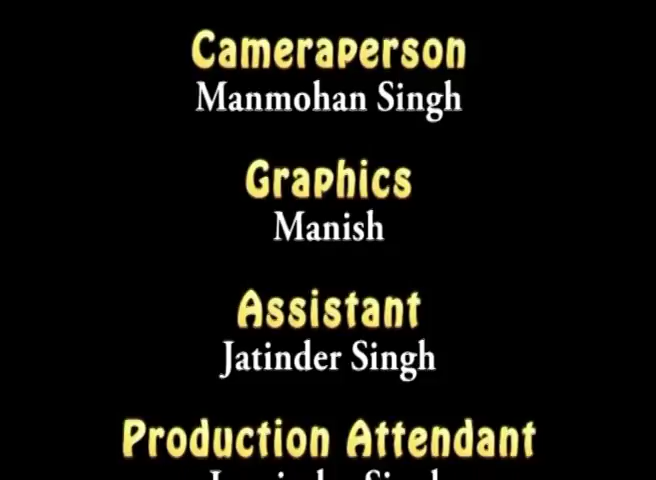 Cameraperson
Manmohan Singh
Graphics
Manish
Assistant
Jatinder Singh
Production Attendant